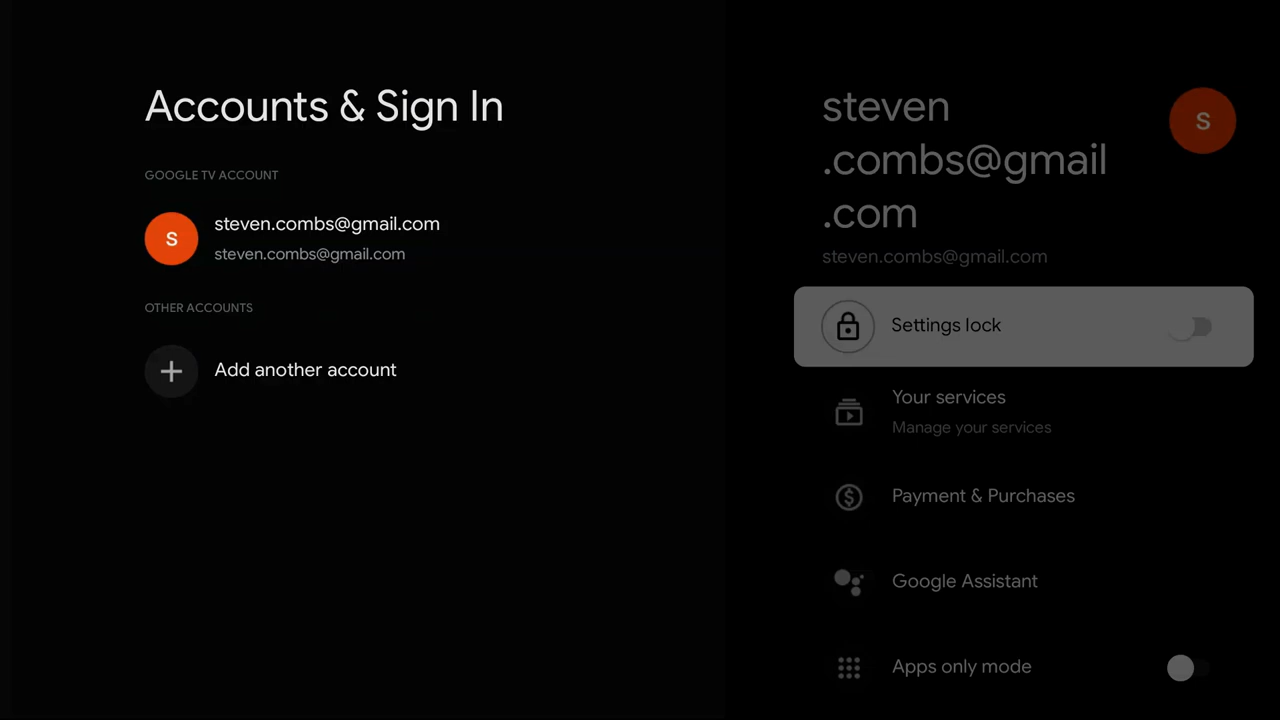 Accounts & Sign In
GOOGLE TV ACCOUNT
S
steven.combs@gmail.com
steven.combs@gmail.com
OTHER ACCOUNTS
Add another account
steven
.combs@gmail
.com
S
steven.combs@gmail.com
Settings lock
Your services
Manage your services
Payment & Purchases
Google Assistant
Apps only mode